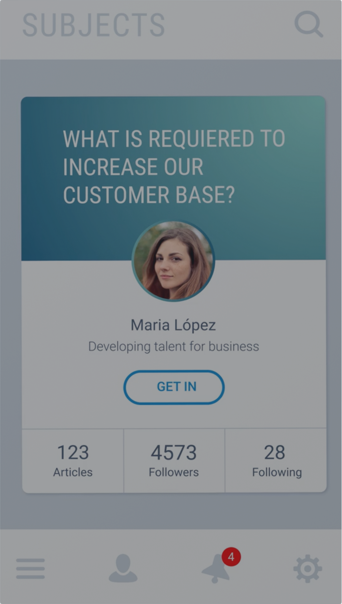 SUBJECTS
WHAT IS REQUIERED TO
INCREASE OUR
CUSTOMER BASE?
Maria López
Developing talent for business
GET IN
123 4573 28
Articles Followers Following
4